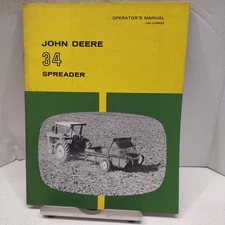 OPERATOR'S MANUAL
JOHN DEERE
34
SPREADER